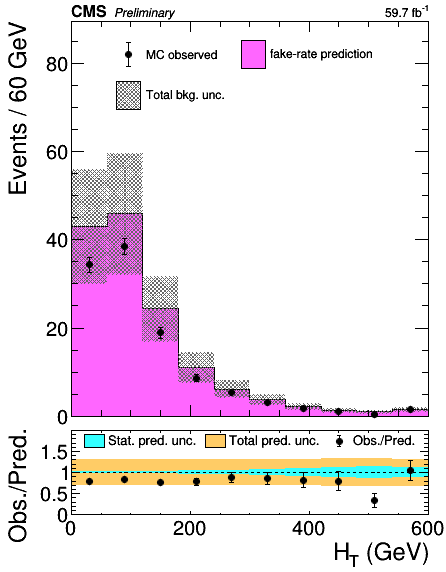 CMS Preliminary 59.7 fb⁻¹
Events / 60 GeV
80
60
40
20
0
MC observed
fake-rate prediction
Total bkg. unc.
Obs./Pred.
1.5
1
0.5
0
Stat. pred. unc. Total pred. unc. Obs./Pred.
0 200 400 600
H_T (GeV)